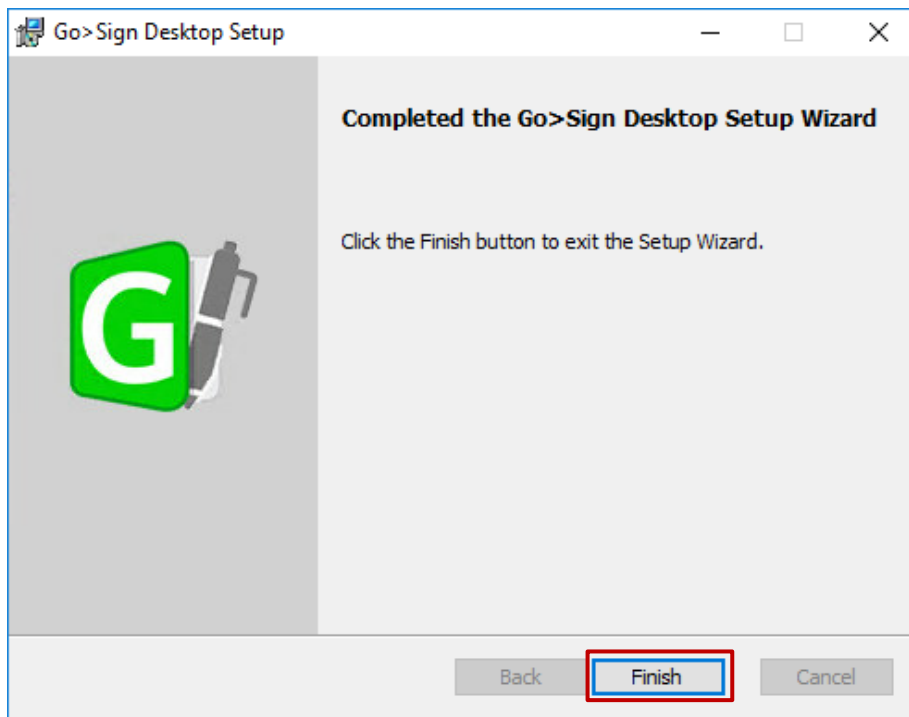 Go>Sign Desktop Setup
Completed the Go>Sign Desktop Setup Wizard
Click the Finish button to exit the Setup Wizard.
G
Back Finish Cancel